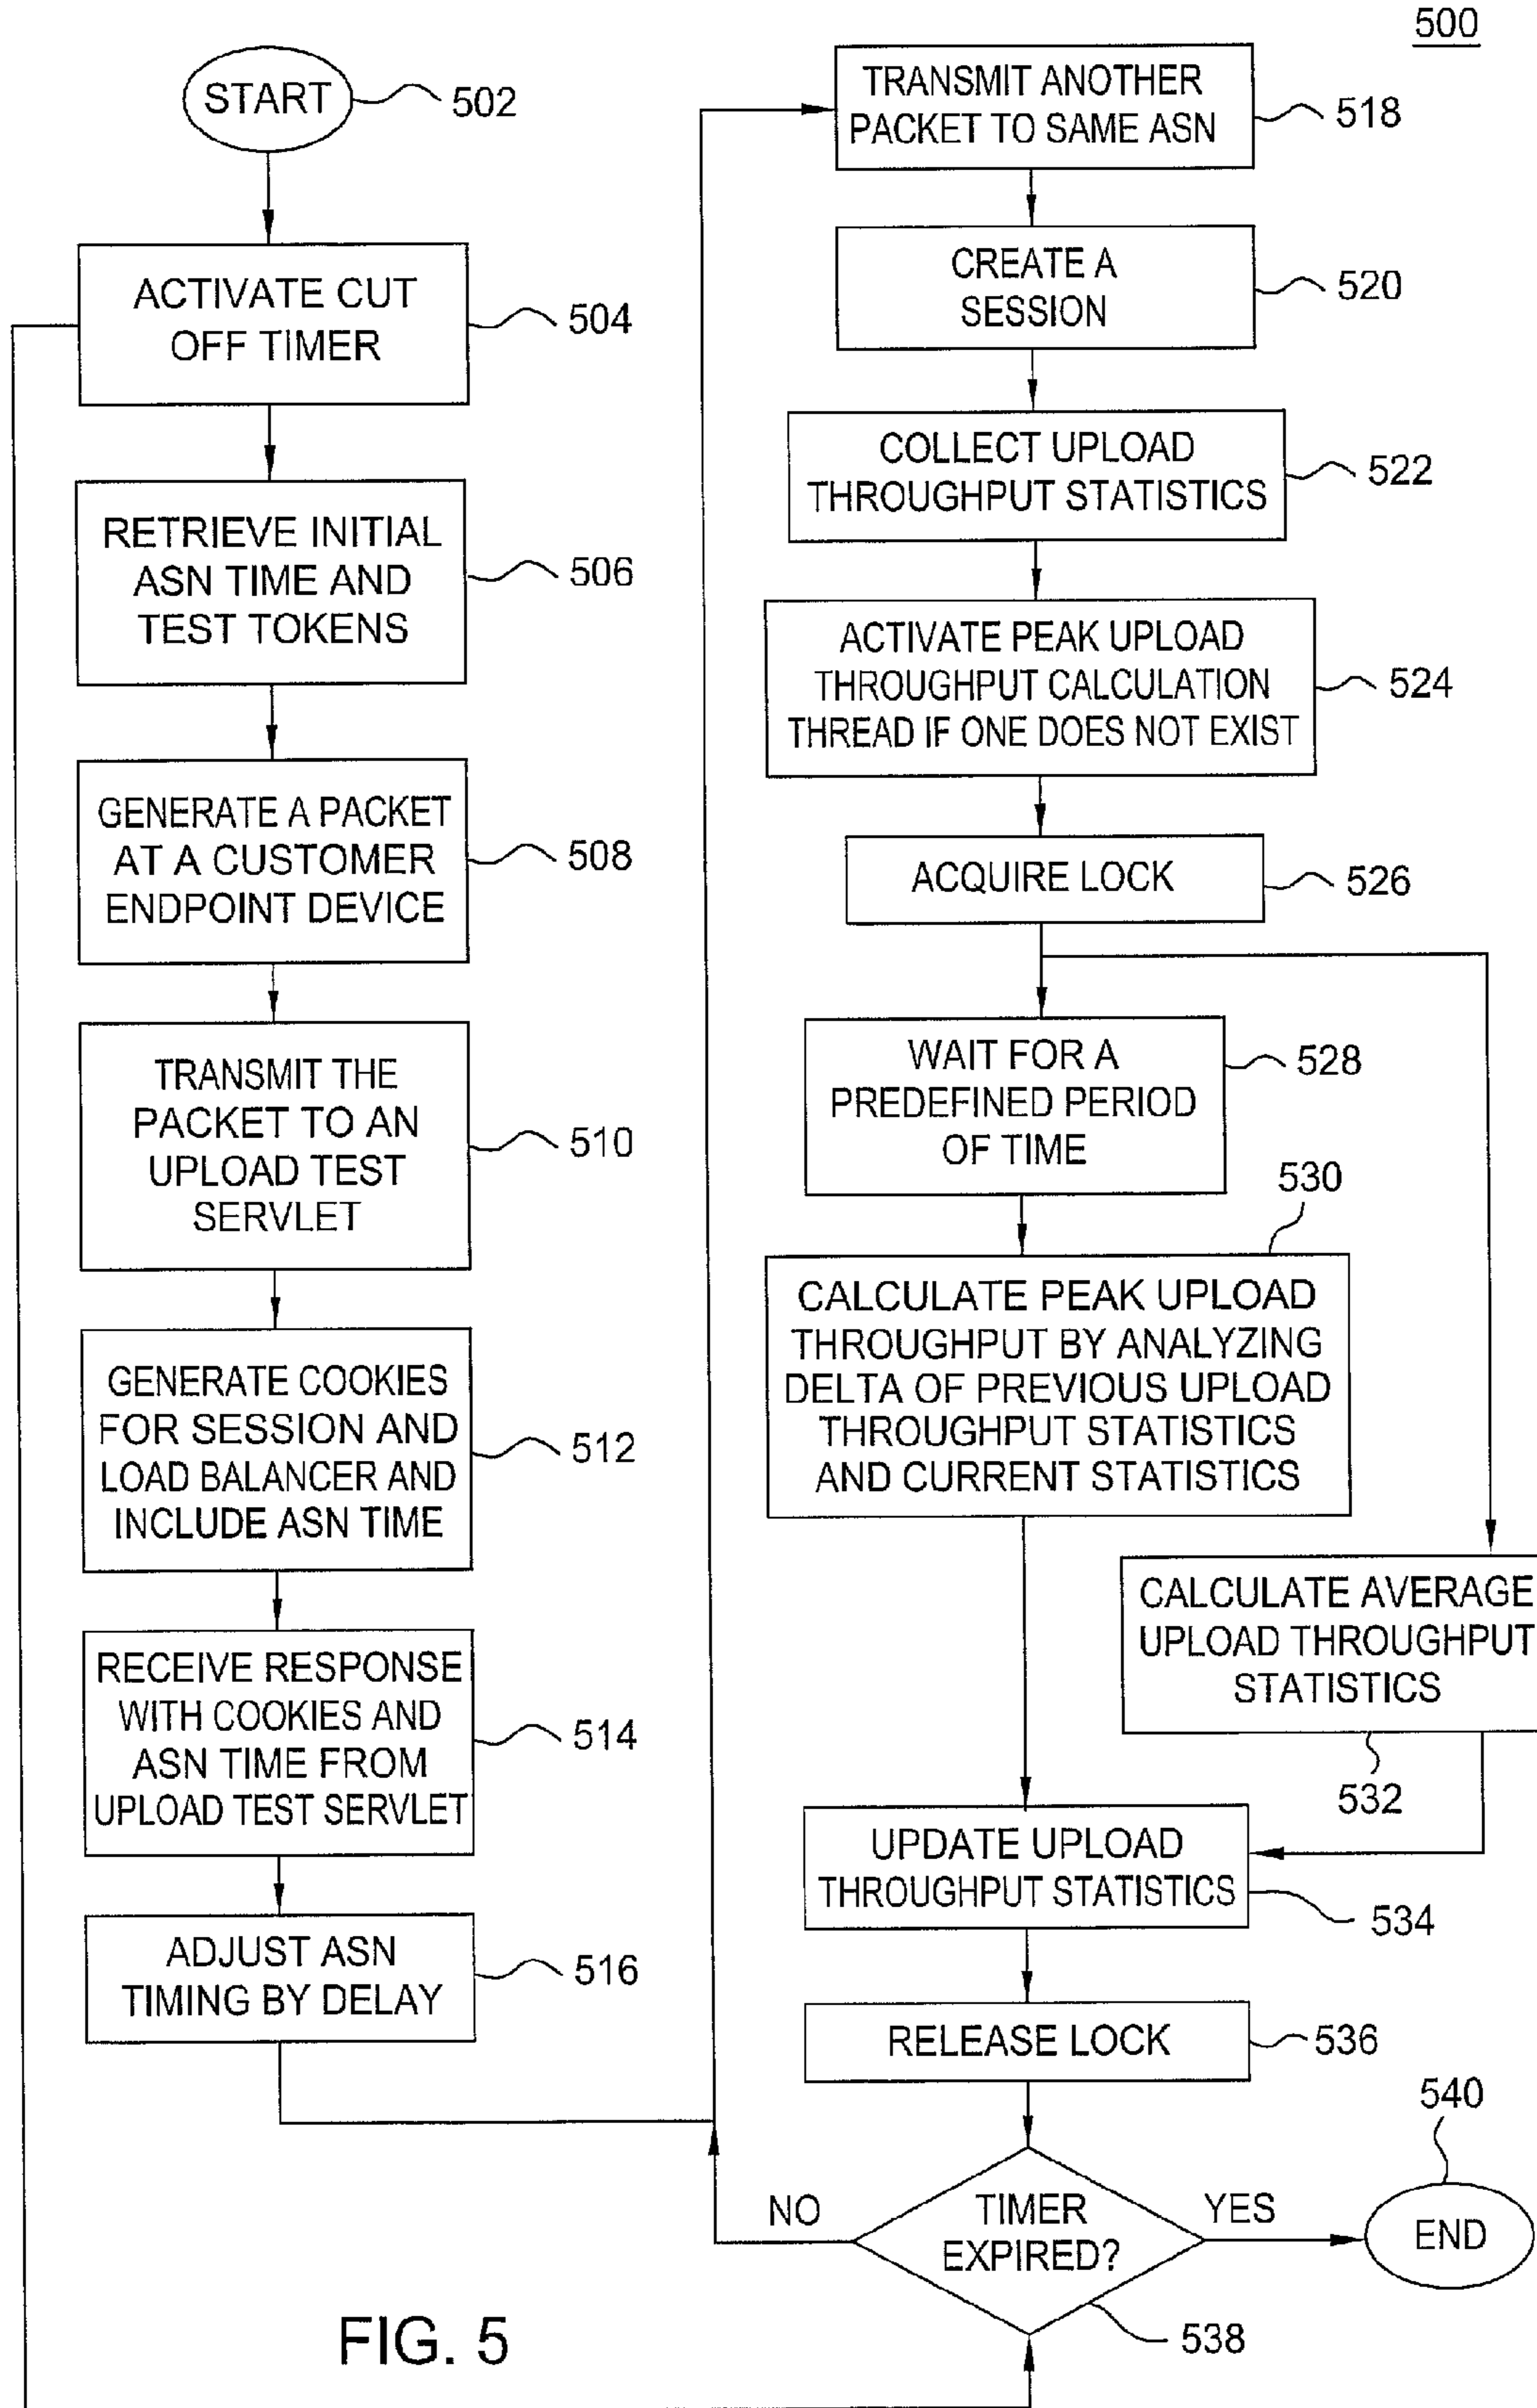 500
START
502
ACTIVATE CUT
OFF TIMER
504
RETRIEVE INITIAL
ASN TIME AND
TEST TOKENS
506
GENERATE A PACKET
AT A CUSTOMER
ENDPOINT DEVICE
508
TRANSMIT THE
PACKET TO AN
UPLOAD TEST
SERVLET
510
GENERATE COOKIES
FOR SESSION AND
LOAD BALANCER AND
INCLUDE ASN TIME
512
RECEIVE RESPONSE
WITH COOKIES AND
ASN TIME FROM
UPLOAD TEST SERVLET
514
ADJUST ASN
TIMING BY DELAY
516
TRANSMIT ANOTHER
PACKET TO SAME ASN
518
CREATE A
SESSION
520
COLLECT UPLOAD
THROUGHPUT STATISTICS
522
ACTIVATE PEAK UPLOAD
THROUGHPUT CALCULATION
THREAD IF ONE DOES NOT EXIST
524
ACQUIRE LOCK
526
WAIT FOR A
PREDEFINED PERIOD
OF TIME
528
530
CALCULATE PEAK UPLOAD
THROUGHPUT BY ANALYZING
DELTA OF PREVIOUS UPLOAD
THROUGHPUT STATISTICS
AND CURRENT STATISTICS
CALCULATE AVERAGE
UPLOAD THROUGHPUT
STATISTICS
532
UPDATE UPLOAD
THROUGHPUT STATISTICS
534
RELEASE LOCK
536
TIMER
EXPIRED?
538
NO
YES
540
END
FIG. 5